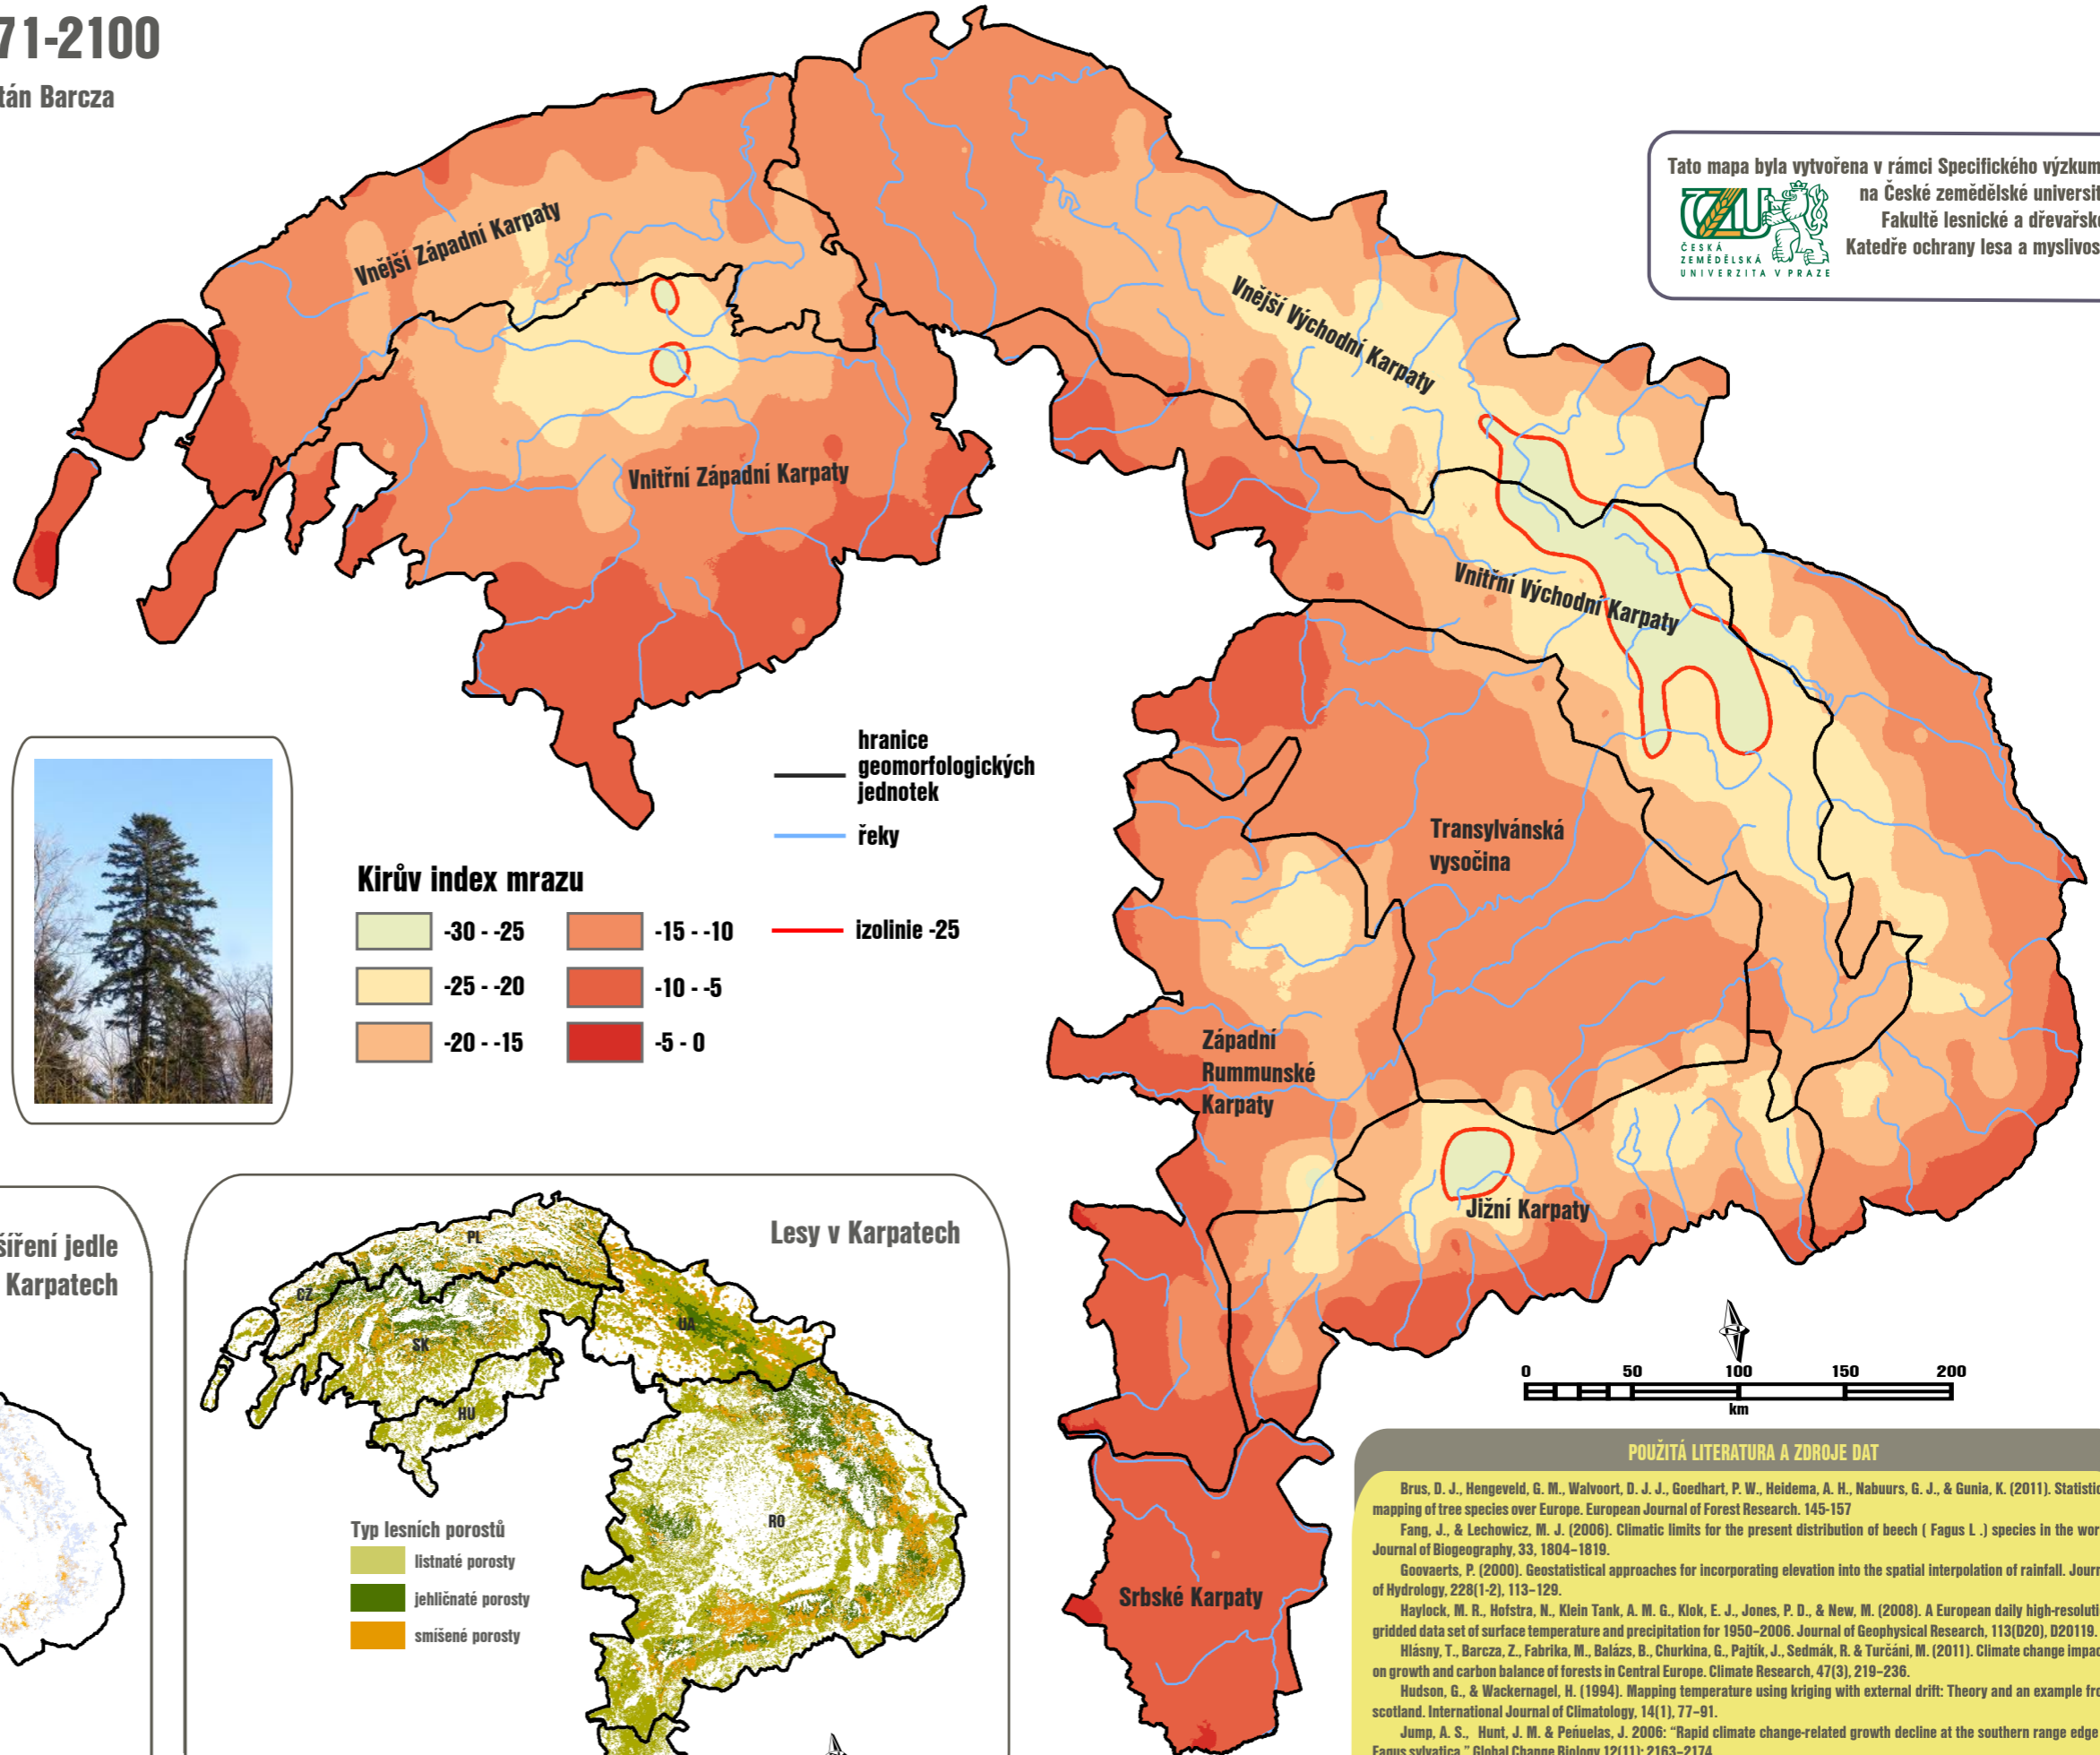 71-2100
tán Barcza
Tato mapa byla vytvořena v rámci Specifického výzkum
na České zemědělské universit
Fakultě lesnické a dřevařsk
Katedře ochrany lesa a myslivos
ČESKÁ
ZEMĚDĚLSKÁ
UNIVERZITA V PRAZE
Vnější Západní Karpaty
Vnitřní Západní Karpaty
Vnější Východní Karpaty
Vnitřní Východní Karpaty
Transylvánská
vysočina
Západní
Rummunské
Karpaty
Jižní Karpaty
Srbské Karpaty
hranice
geomorfologických
jednotek
řeky
izolinie -25
Kirův index mrazu
-30 - -25
-25 - -20
-20 - -15
-15 - -10
-10 - -5
-5 - 0
0 50 100 150 200
km
šíření jedle
Karpatech
Lesy v Karpatech
PL
CZ
SK
HU
UA
RO
Typ lesních porostů
listnaté porosty
jehličnaté porosty
smíšené porosty
POUŽITÁ LITERATURA A ZDROJE DAT
Brus, D. J., Hengeveld, G. M., Walvoort, D. J. J., Goedhart, P. W., Heidema, A. H., Nabuurs, G. J., & Gunia, K. (2011). Statistic
mapping of tree species over Europe. European Journal of Forest Research. 145-157
Fang, J., & Lechowicz, M. J. (2006). Climatic limits for the present distribution of beech ( Fagus L .) species in the wor
Journal of Biogeography, 33, 1804–1819.
Goovaerts, P. (2000). Geostatistical approaches for incorporating elevation into the spatial interpolation of rainfall. Journ
of Hydrology, 228(1-2), 113–129.
Haylock, M. R., Hofstra, N., Klein Tank, A. M. G., Klok, E. J., Jones, P. D., & New, M. (2008). A European daily high-resoluti
gridded data set of surface temperature and precipitation for 1950–2006. Journal of Geophysical Research, 113(D20), D20119.
Hlásny, T., Barcza, Z., Fabrika, M., Balázs, B., Churkina, G., Pajtík, J., Sedmák, R. & Turčáni, M. (2011). Climate change impac
on growth and carbon balance of forests in Central Europe. Climate Research, 47(3), 219–236.
Hudson, G., & Wackernagel, H. (1994). Mapping temperature using kriging with external drift: Theory and an example fro
scotland. International Journal of Climatology, 14(1), 77–91.
Jump, A. S., Hunt, J. M. & Peńuelas, J. 2006: “Rapid climate change-related growth decline at the southern range edge
Fagus sylvatica.” Global Change Biology 12(11): 2163–2174